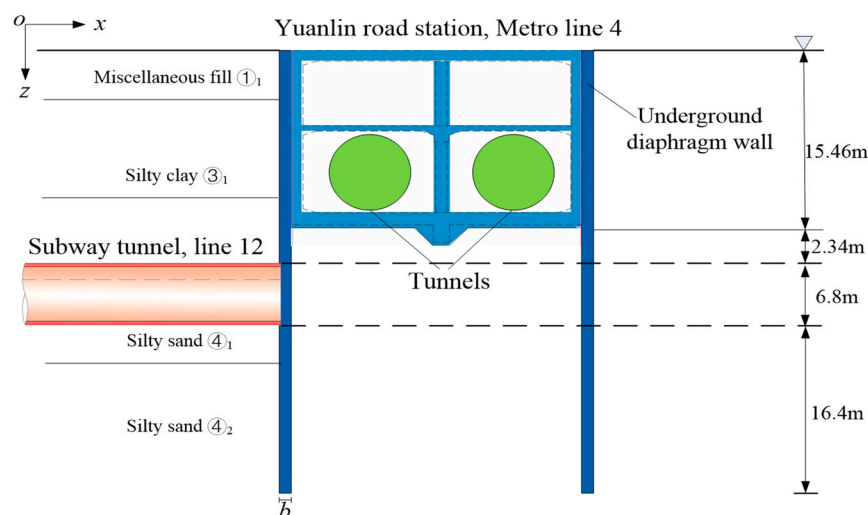 o
x
z
Yuanlin road station, Metro line 4
Miscellaneous fill ①₁
Underground
diaphragm wall
15.46m
Silty clay ③₁
Subway tunnel, line 12
Tunnels
2.34m
6.8m
Silty sand ④₁
Silty sand ④₂
16.4m
b